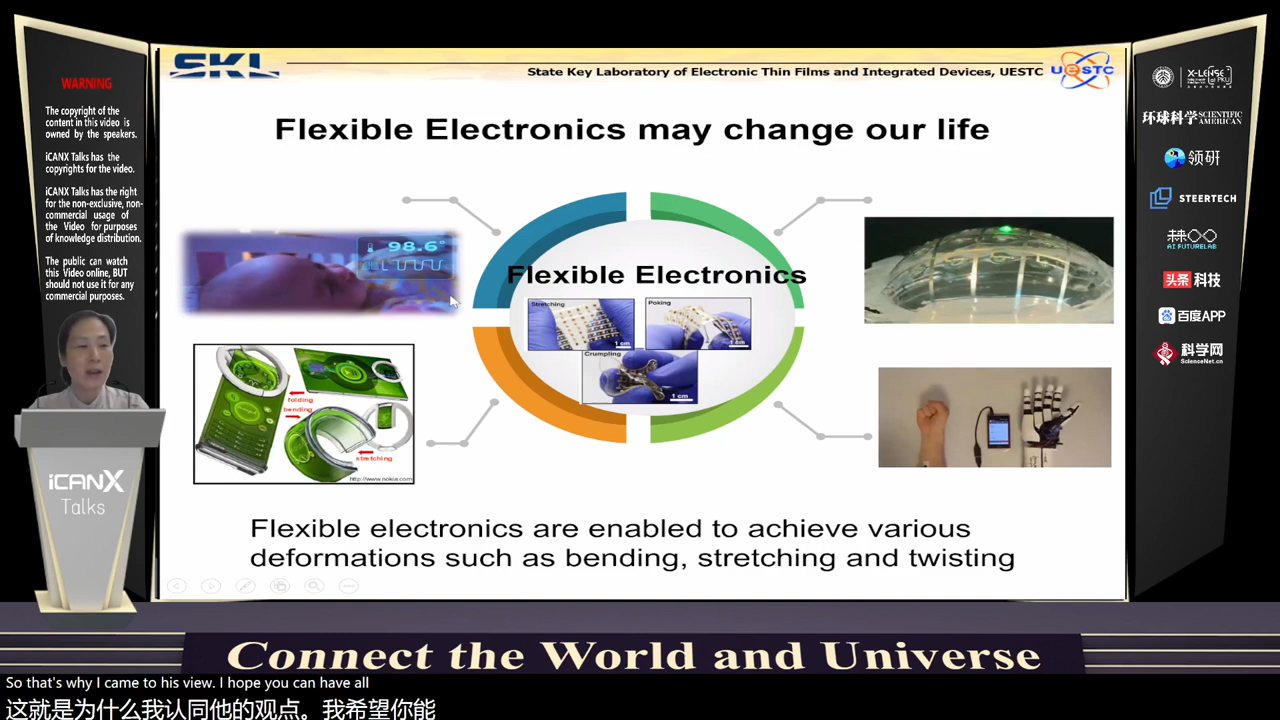 WARNING
The copyright of the
content in this video is
owned by the speakers.
iCANX Talks has the
copyrights for the video.
iCANX Talks has the right
for the non-exclusive, non-
commercial usage of
the Video for purposes
of knowledge distribution.
The public can watch
this Video online, BUT
should not use it for any
commercial purposes.
iCANX
Talks
SKL
State Key Laboratory of Electronic Thin Films and Integrated Devices, UESTC
UESTC
Flexible Electronics may change our life
98.6°
Flexible Electronics
Stretching
1 cm
Poking
1 cm
Crumpling
1 cm
folding
bending
stretching
http://www.nokia.com
Flexible electronics are enabled to achieve various
deformations such as bending, stretching and twisting
环球科学 SCIENTIFIC AMERICAN
领研
STEERTECH
AI FUTURELAB
头条 科技
百度APP
科学网
ScienceNet.cn
Connect the World and Universe
So that's why I came to his view. I hope you can have all
这就是为什么我认同他的观点。我希望你能